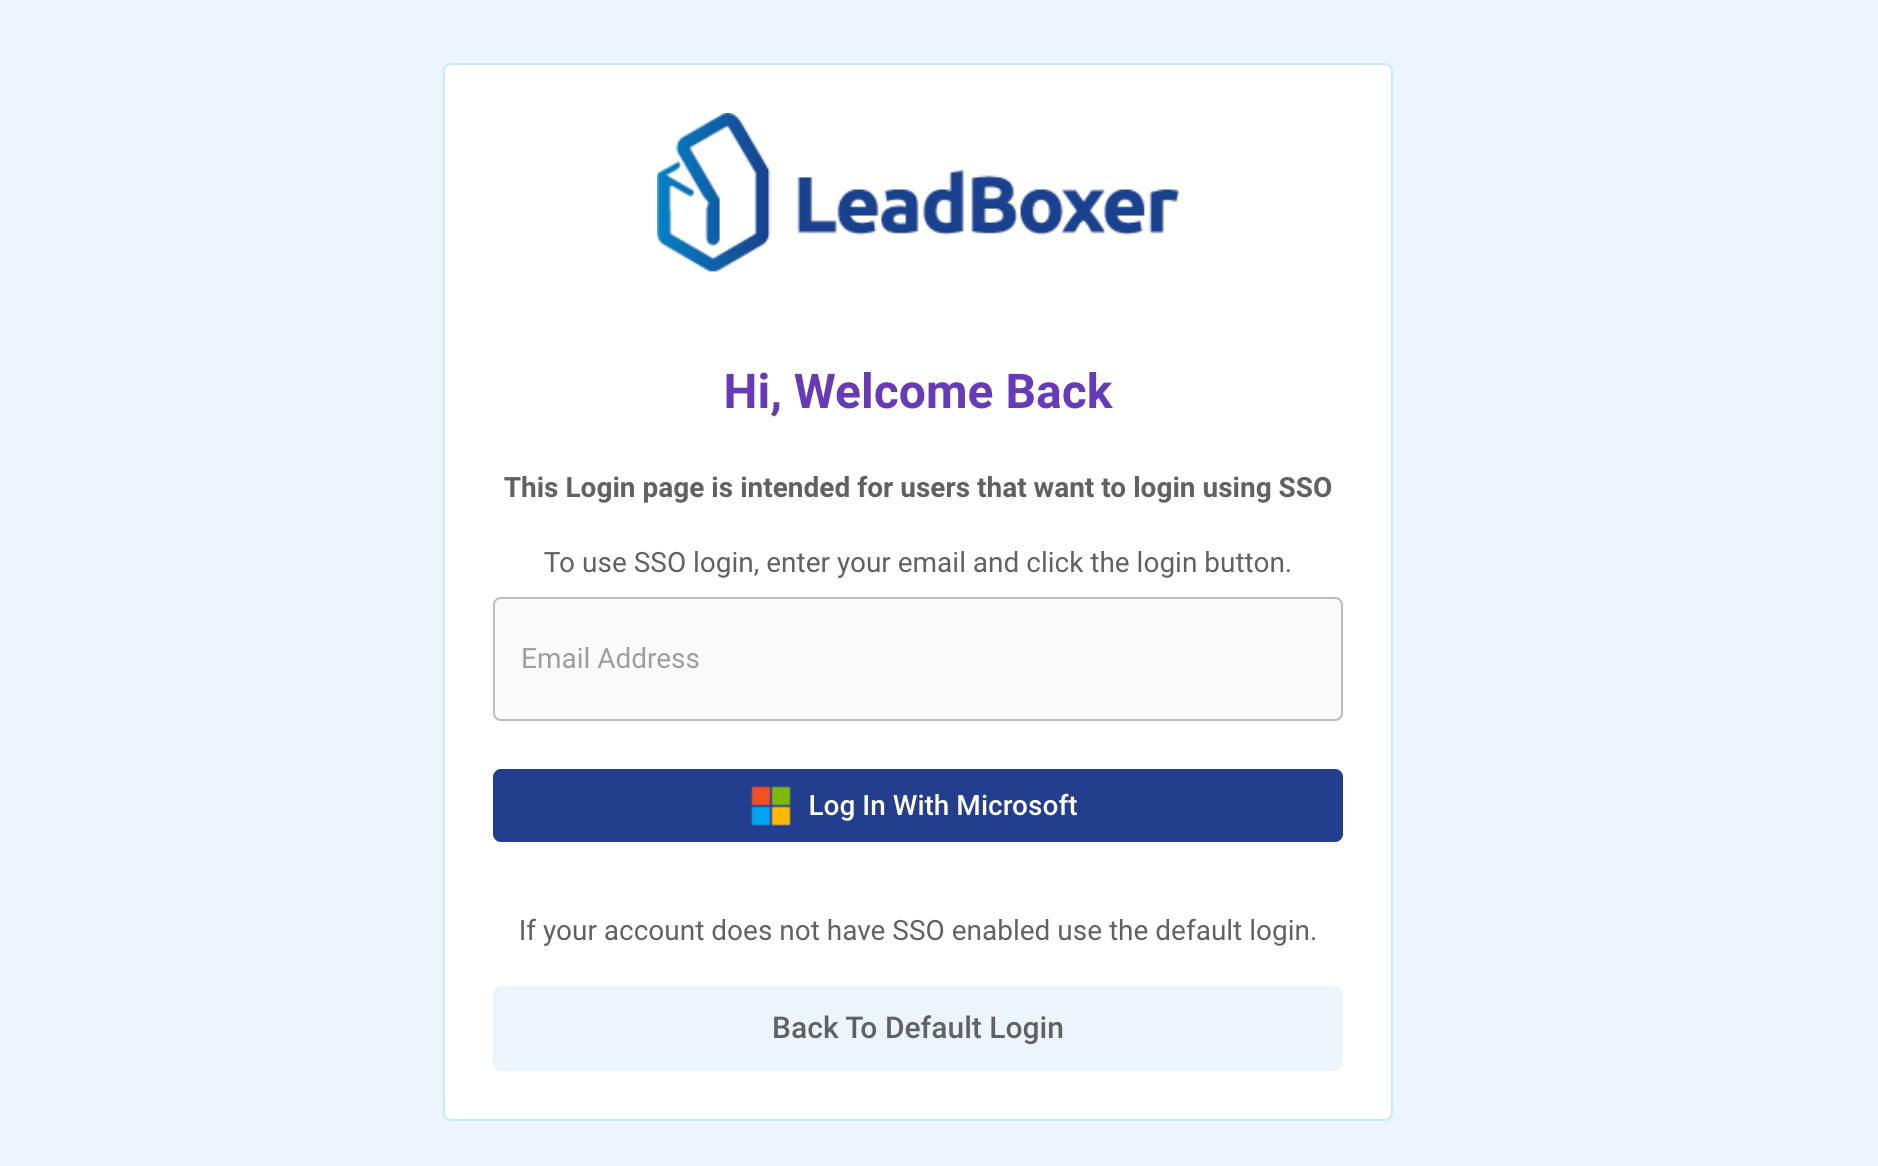 LeadBoxer
Hi, Welcome Back
This Login page is intended for users that want to login using SSO
To use SSO login, enter your email and click the login button.
Email Address
Log In With Microsoft
If your account does not have SSO enabled use the default login.
Back To Default Login